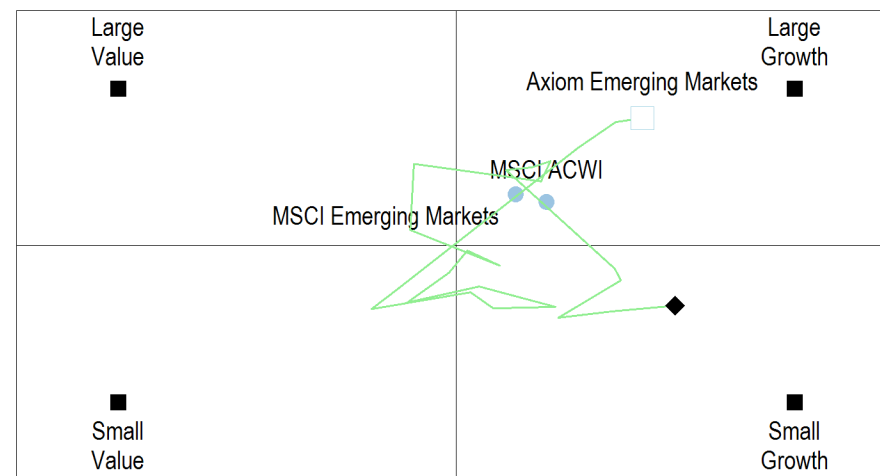 Large
Value
Large
Growth
Axiom Emerging Markets
MSCI ACWI
MSCI Emerging Markets
Small
Value
Small
Growth